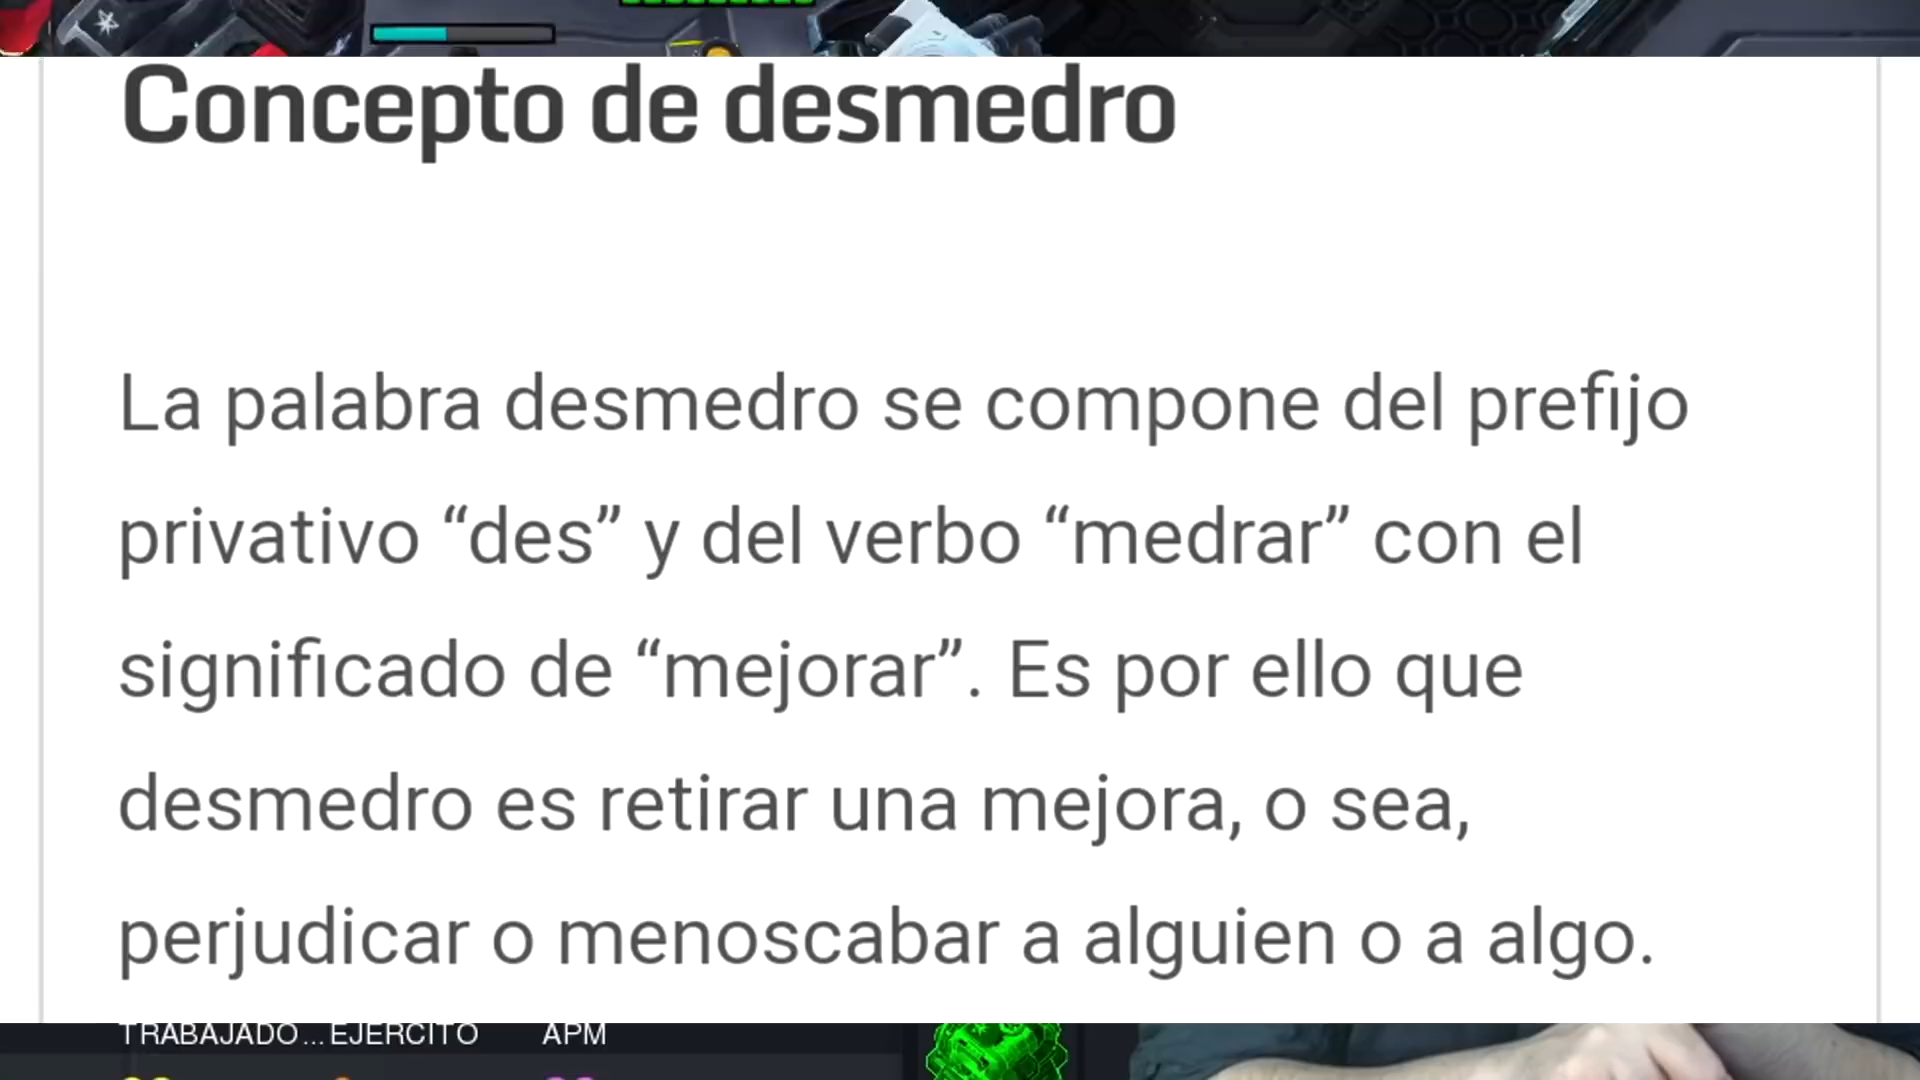 Concepto de desmedro
La palabra desmedro se compone del prefijo
privativo “des” y del verbo “medrar” con el
significado de “mejorar”. Es por ello que
desmedro es retirar una mejora, o sea,
perjudicar o menoscabar a alguien o a algo.
TRABAJADO... EJERCITO APM